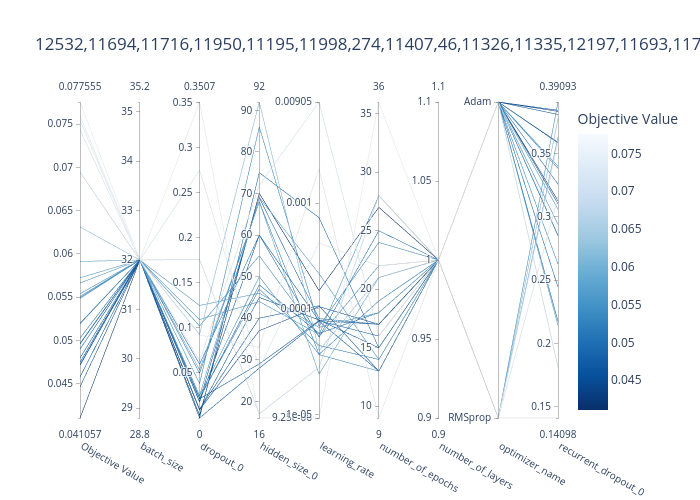 12532,11694,11716,11950,11195,11998,274,11407,46,11326,11335,12197,11693,117
0.077555 35.2 0.3507 92 0.00905 36 1.1 0.39093
0.075 35 0.35 90 35 1.1 Adam
Objective Value
0.07 34 0.3 80 30 0.35 0.075
0.065 33 0.25 70 0.001 1.05 0.3 0.07
0.06 32 0.2 60 25 1 0.25 0.065
0.055 31 0.15 50 0.0001 20 0.2 0.06
0.05 30 0.1 40 15 0.95 0.055
0.045 29 0.05 30 10 0.15 0.05
20 1e-05 0.9 RMSprop 0.045
0.041057 28.8 0 16 9 0.9 0.14098
Objective Value batch_size dropout_0 hidden_size_0 learning_rate number_of_epochs number_of_layers optimizer_name recurrent_dropout_0